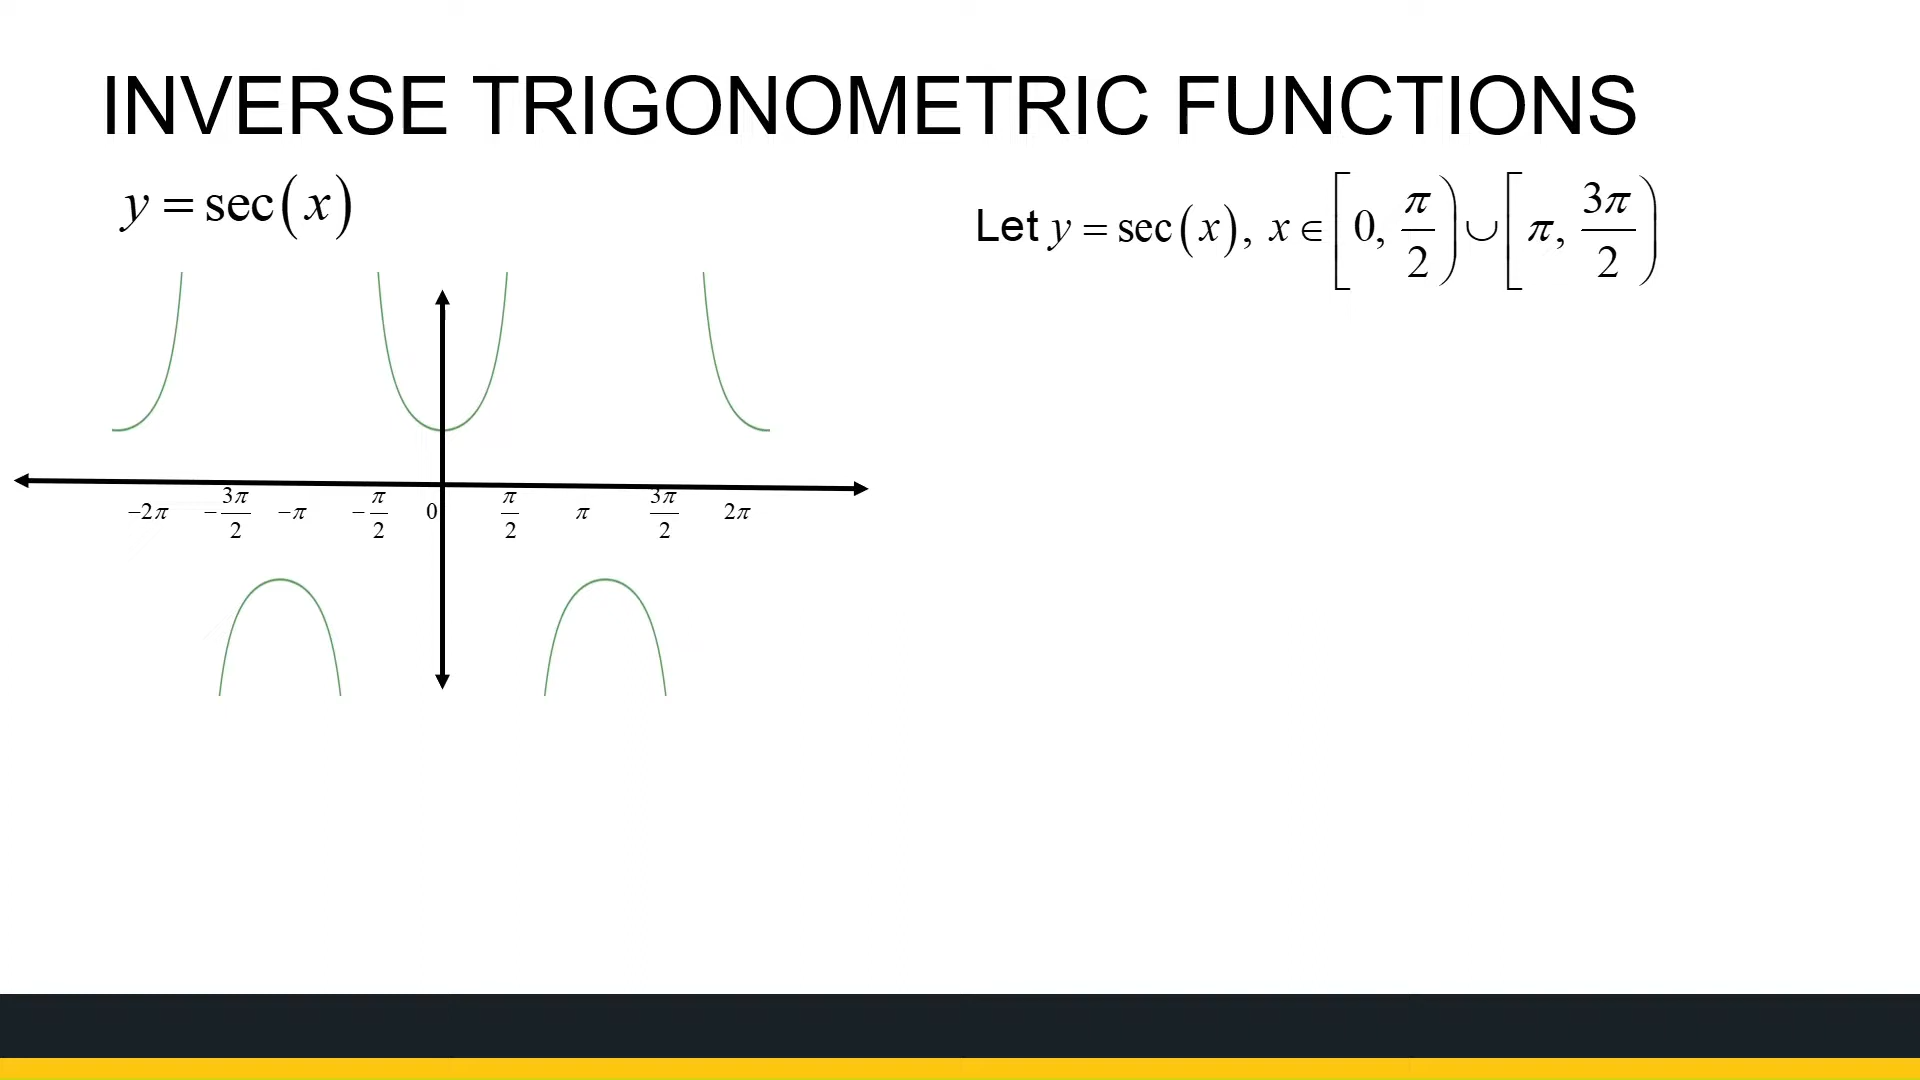 INVERSE TRIGONOMETRIC FUNCTIONS
y = sec(x)
Let y = sec(x), x ∈ [0, π/2) ∪ [π, 3π/2)
−2π −3π/2 −π −π/2 0 π/2 π 3π/2 2π